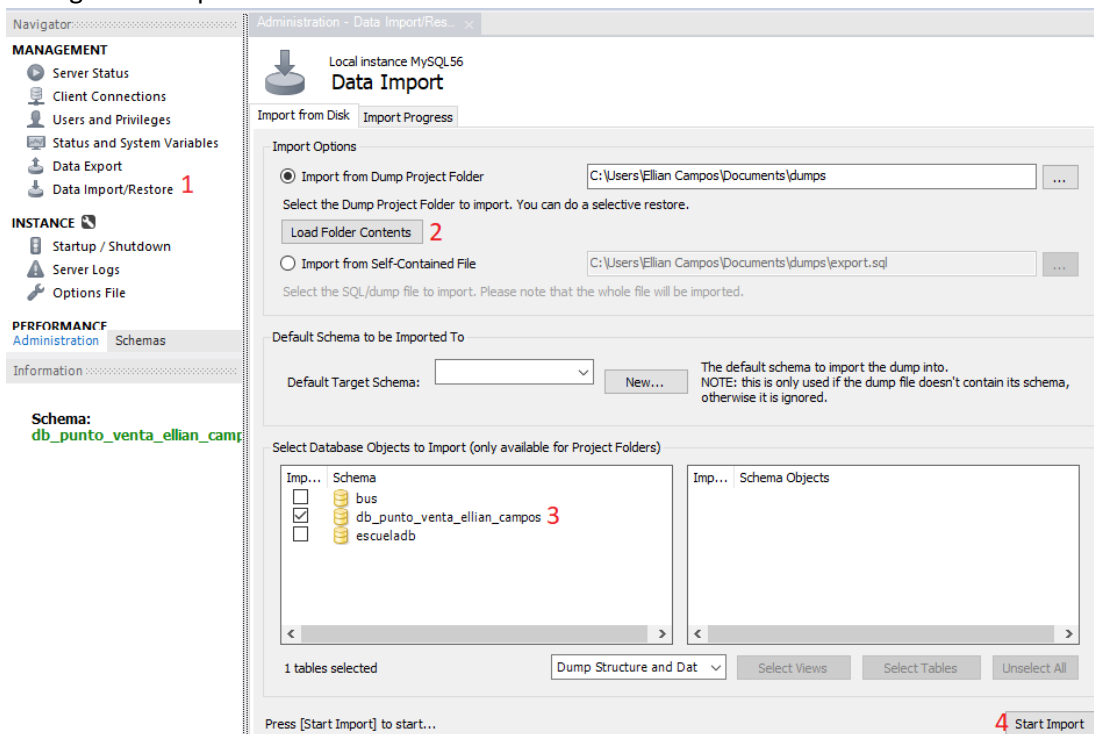 Navigator
MANAGEMENT
Server Status
Client Connections
Users and Privileges
Status and System Variables
Data Export
Data Import/Restore 1
INSTANCE
Startup / Shutdown
Server Logs
Options File
PERFORMANCE
Administration Schemas
Information
Schema:
db_punto_venta_ellian_camp
Administration - Data Import/Res...
Local instance MySQL56
Data Import
Import from Disk Import Progress
Import Options
Import from Dump Project Folder C:\Users\Ellian Campos\Documents\dumps ...
Select the Dump Project Folder to import. You can do a selective restore.
Load Folder Contents 2
Import from Self-Contained File C:\Users\Ellian Campos\Documents\dumps\export.sql ...
Select the SQL/dump file to import. Please note that the whole file will be imported.
Default Schema to be Imported To
Default Target Schema: New... The default schema to import the dump into.
NOTE: this is only used if the dump file doesn't contain its schema,
otherwise it is ignored.
Select Database Objects to Import (only available for Project Folders)
Imp... Schema
bus
db_punto_venta_ellian_campos 3
escueladb
Imp... Schema Objects
1 tables selected Dump Structure and Dat Select Views Select Tables Unselect All
Press [Start Import] to start... 4 Start Import